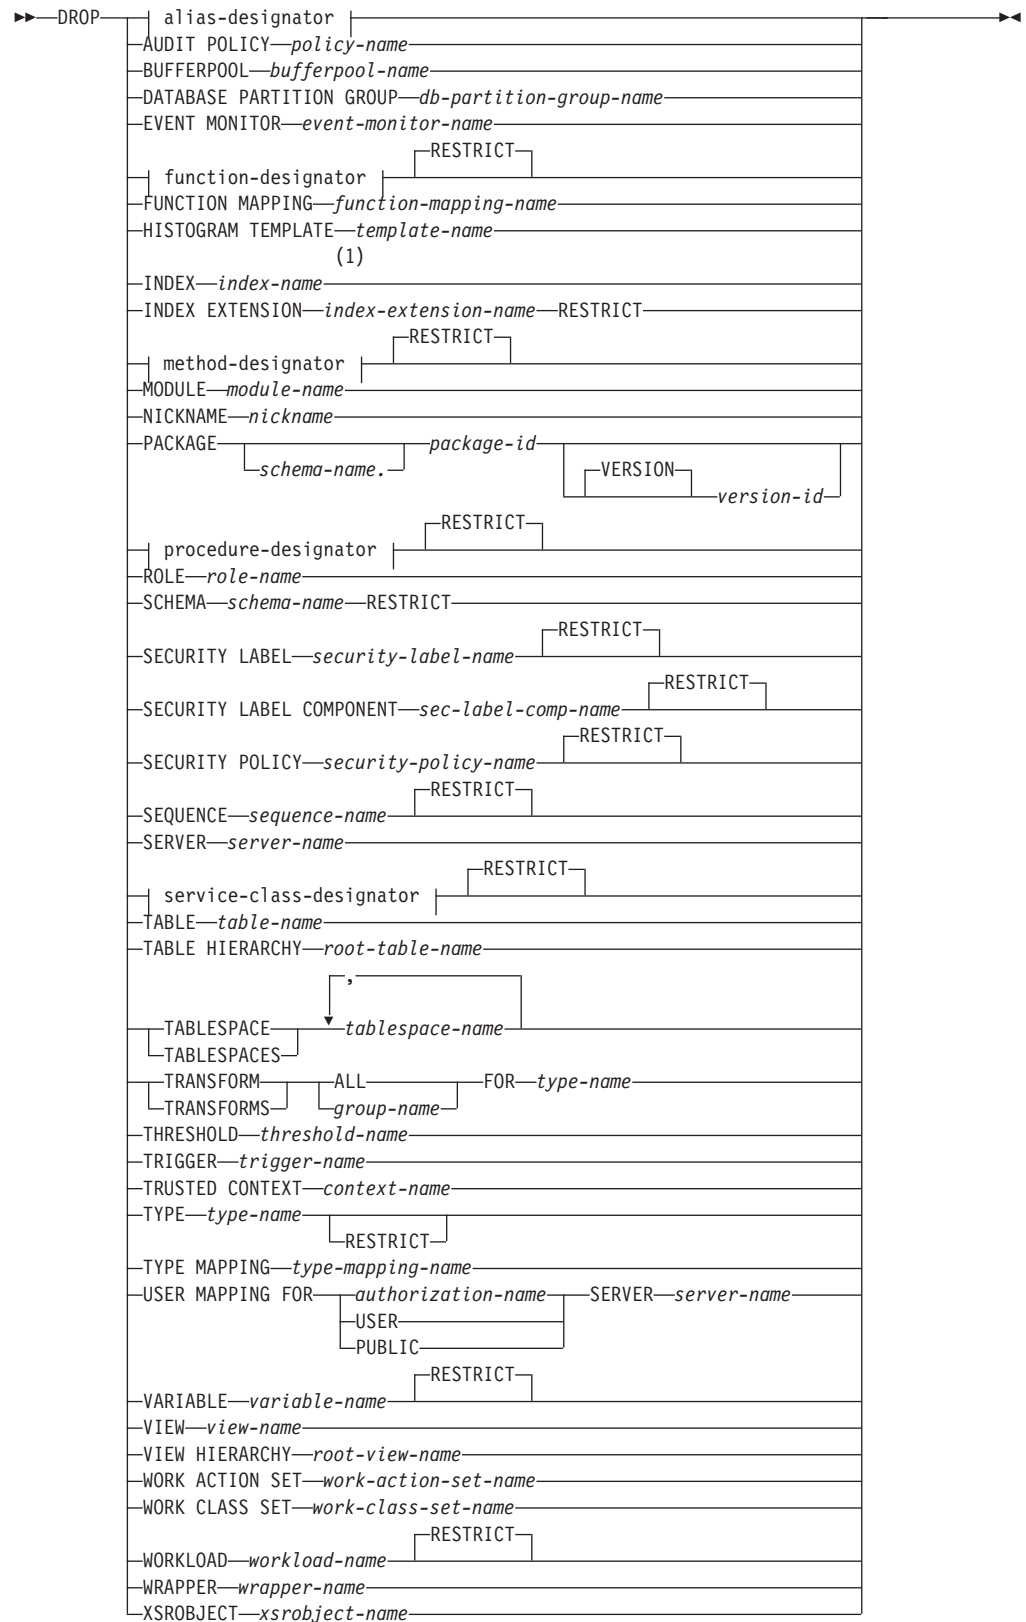 DROP alias-designator
AUDIT POLICY policy-name
BUFFERPOOL bufferpool-name
DATABASE PARTITION GROUP db-partition-group-name
EVENT MONITOR event-monitor-name
RESTRICT
function-designator
FUNCTION MAPPING function-mapping-name
HISTOGRAM TEMPLATE template-name
(1)
INDEX index-name
INDEX EXTENSION index-extension-name RESTRICT
RESTRICT
method-designator
MODULE module-name
NICKNAME nickname
PACKAGE package-id
schema-name. VERSION
version-id
RESTRICT
procedure-designator
ROLE role-name
SCHEMA schema-name RESTRICT
RESTRICT
SECURITY LABEL security-label-name
RESTRICT
SECURITY LABEL COMPONENT sec-label-comp-name
RESTRICT
SECURITY POLICY security-policy-name
RESTRICT
SEQUENCE sequence-name
SERVER server-name
RESTRICT
service-class-designator
TABLE table-name
TABLE HIERARCHY root-table-name
,
TABLESPACE tablespace-name
TABLESPACES
TRANSFORM ALL FOR type-name
TRANSFORMS group-name
THRESHOLD threshold-name
TRIGGER trigger-name
TRUSTED CONTEXT context-name
TYPE type-name
RESTRICT
TYPE MAPPING type-mapping-name
USER MAPPING FOR authorization-name SERVER server-name
USER
PUBLIC
RESTRICT
VARIABLE variable-name
VIEW view-name
VIEW HIERARCHY root-view-name
WORK ACTION SET work-action-set-name
WORK CLASS SET work-class-set-name
RESTRICT
WORKLOAD workload-name
WRAPPER wrapper-name
XSROBJECT xsrobject-name